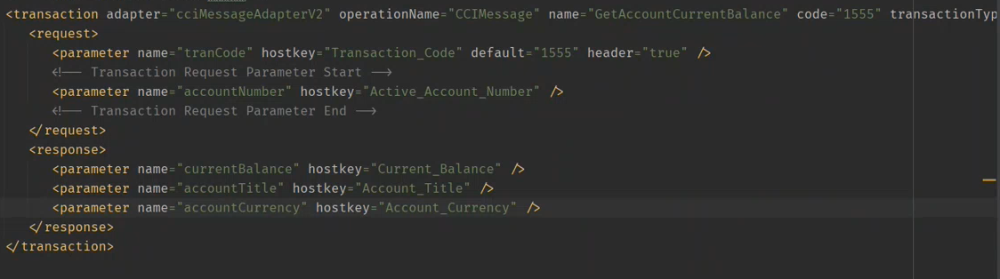 <transaction adapter="cciMessageAdapterV2" operationName="CCIMessage" name="GetAccountCurrentBalance" code="1555" transactionTyp
<request>
<parameter name="tranCode" hostkey="Transaction_Code" default="1555" header="true" />
<!-- Transaction Request Parameter Start -->
<parameter name="accountNumber" hostkey="Active_Account_Number" />
<!-- Transaction Request Parameter End -->
</request>
<response>
<parameter name="currentBalance" hostkey="Current_Balance" />
<parameter name="accountTitle" hostkey="Account_Title" />
<parameter name="accountCurrency" hostkey="Account_Currency" />
</response>
</transaction>